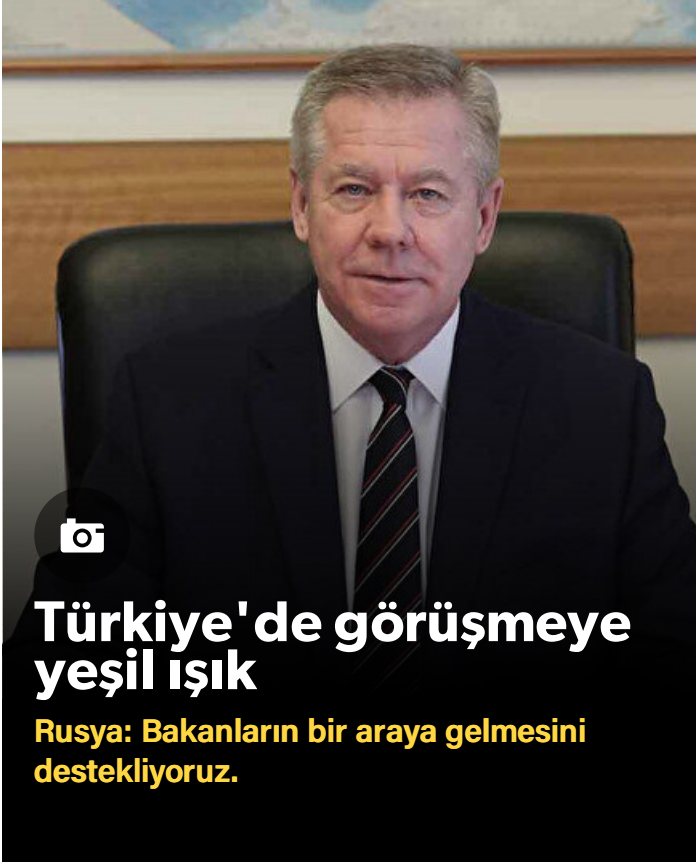 Türkiye'de görüşmeye
yeşil ışık
Rusya: Bakanların bir araya gelmesini
destekliyoruz.